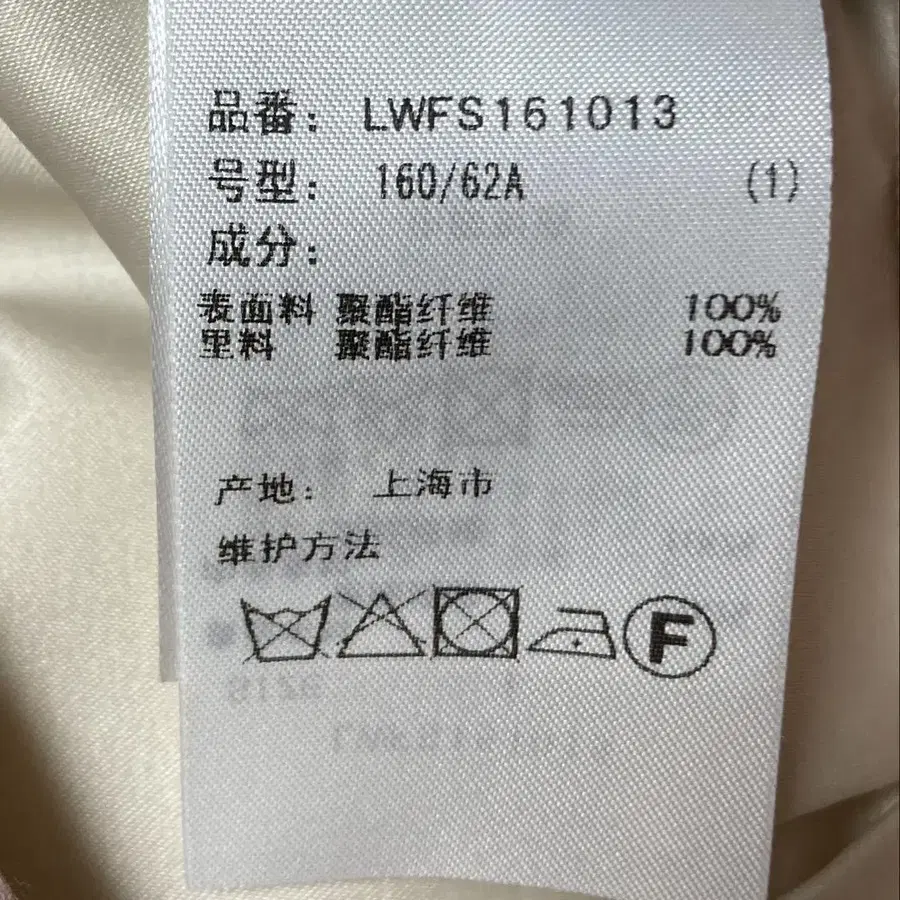 品番: LWFS161013
号型: 160/62A (1)
成分:
表面料 聚酯纤维 100%
里料 聚酯纤维 100%
产地: 上海市
维护方法
F